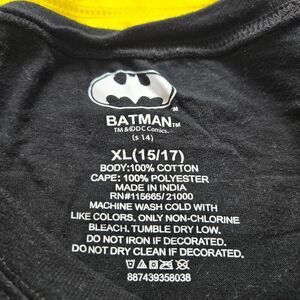 BATMAN™
TM & © DC Comics.
(s 14)
XL(15/17)
BODY:100% COTTON
CAPE: 100% POLYESTER
MADE IN INDIA
RN#115665/ 21000
MACHINE WASH COLD WITH
LIKE COLORS. ONLY NON-CHLORINE
BLEACH. TUMBLE DRY LOW.
DO NOT IRON IF DECORATED.
DO NOT DRY CLEAN IF DECORATED.
887439358038